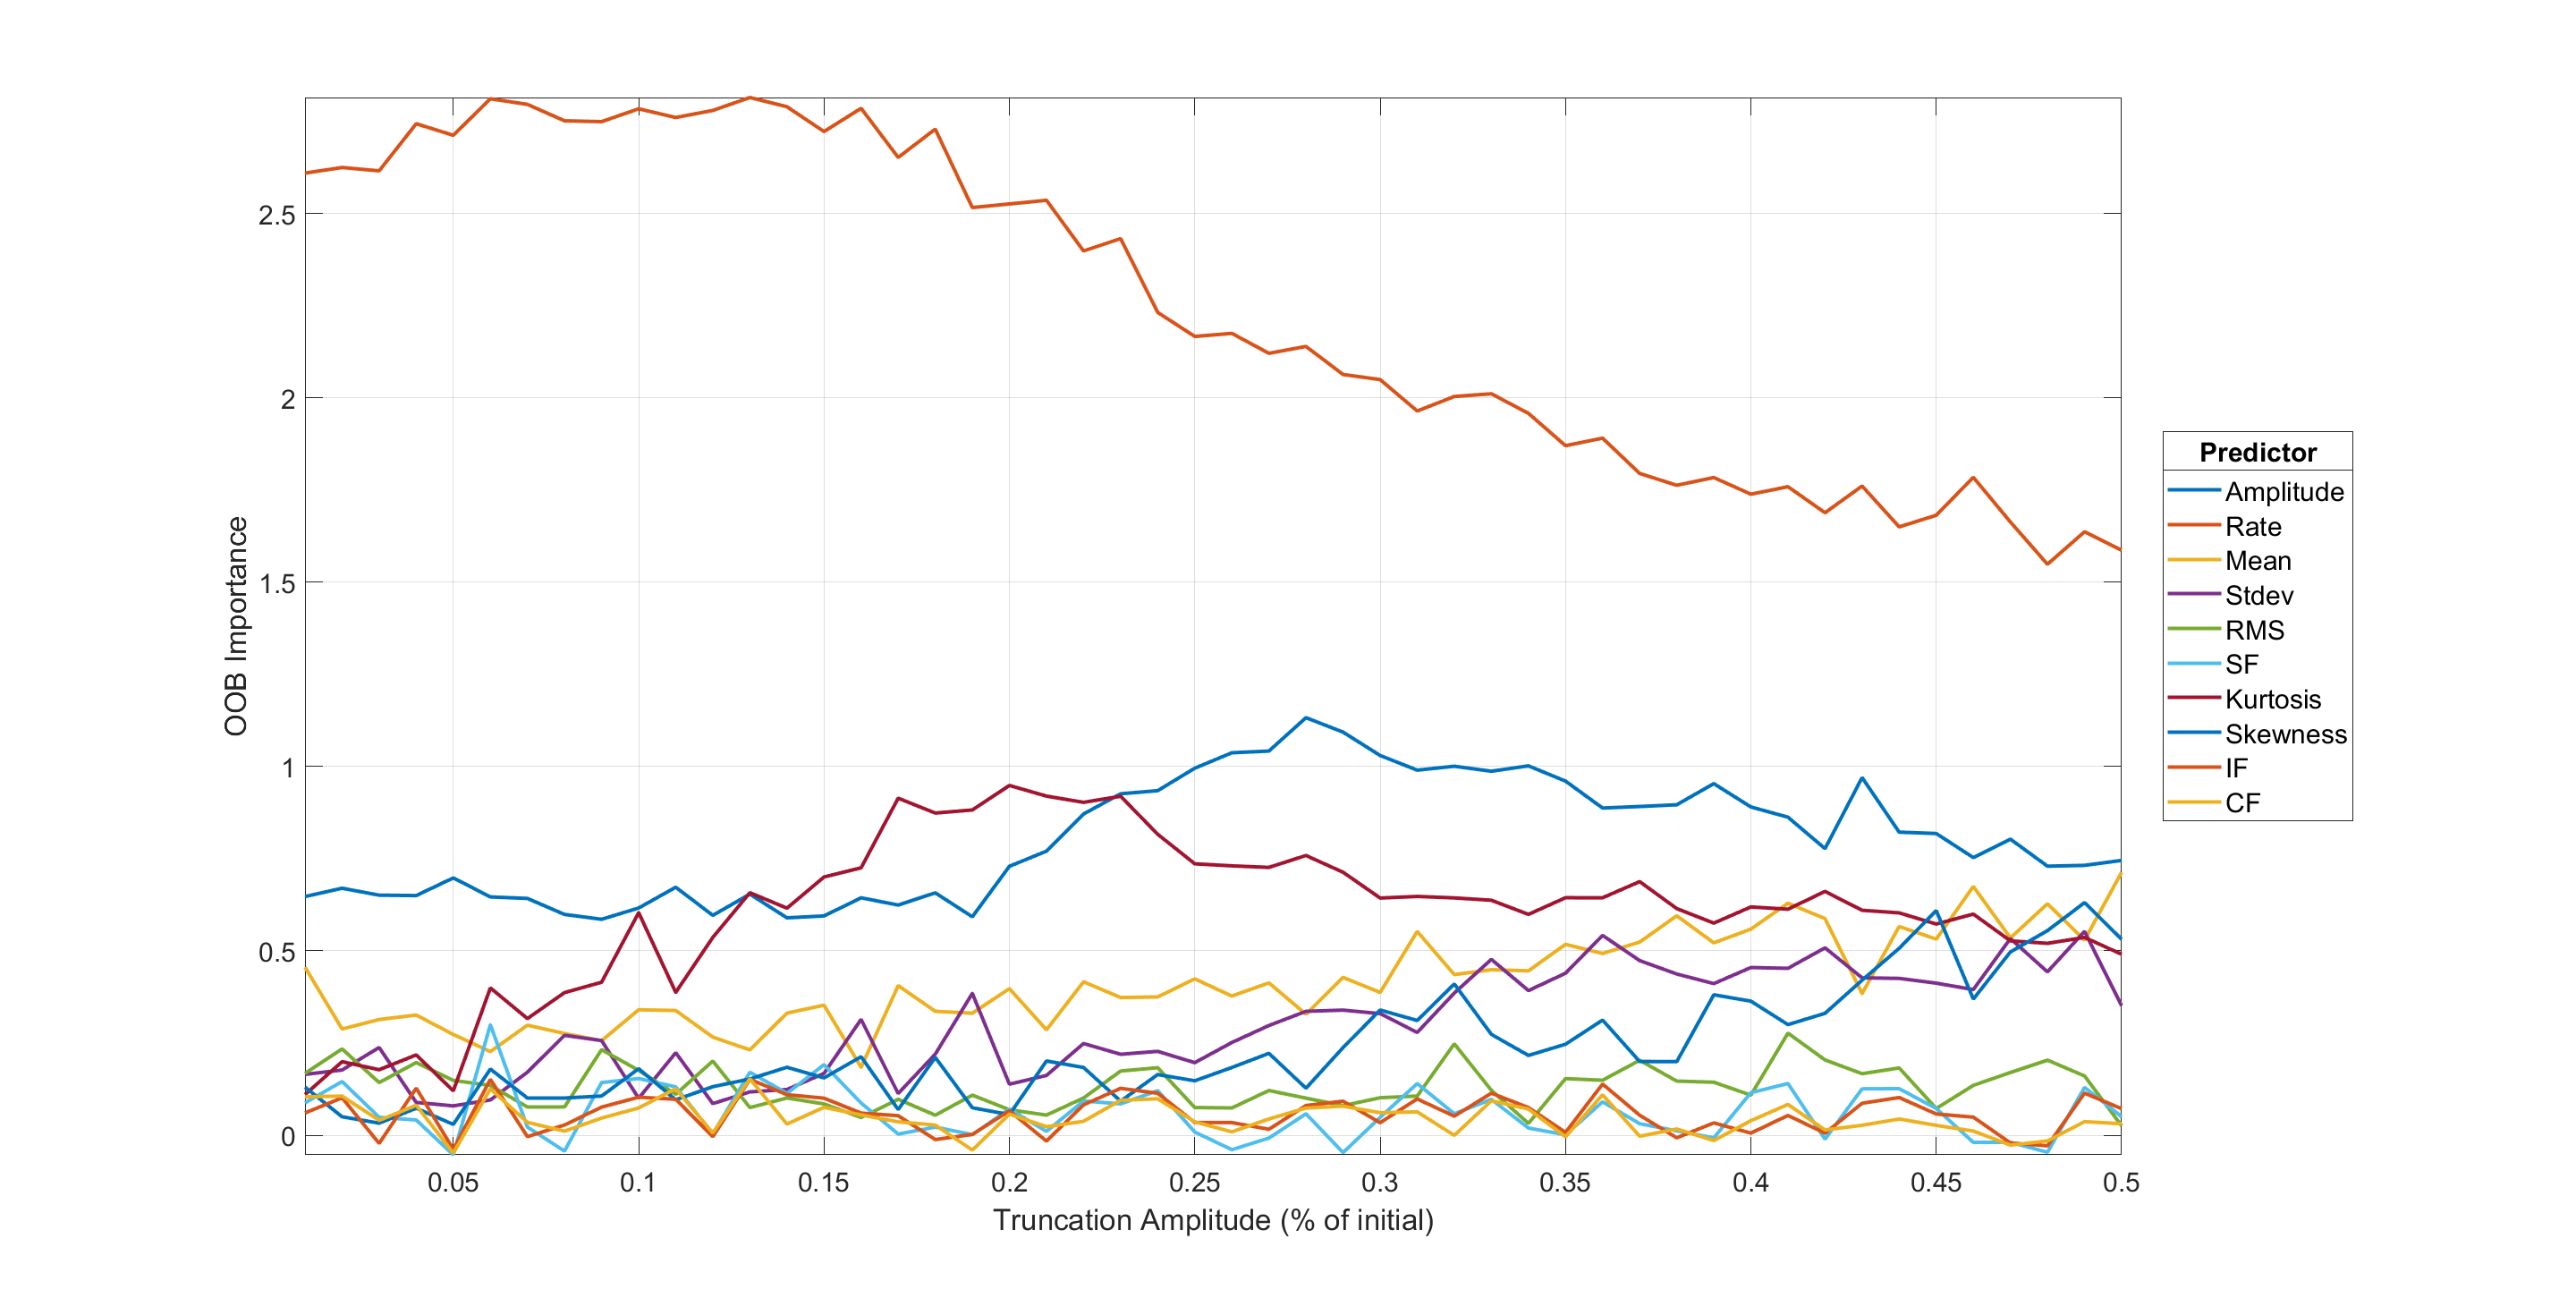 2.5
2
1.5
1
0.5
0
OOB Importance
0.05 0.1 0.15 0.2 0.25 0.3 0.35 0.4 0.45 0.5
Truncation Amplitude (% of initial)
Predictor
Amplitude
Rate
Mean
Stdev
RMS
SF
Kurtosis
Skewness
IF
CF